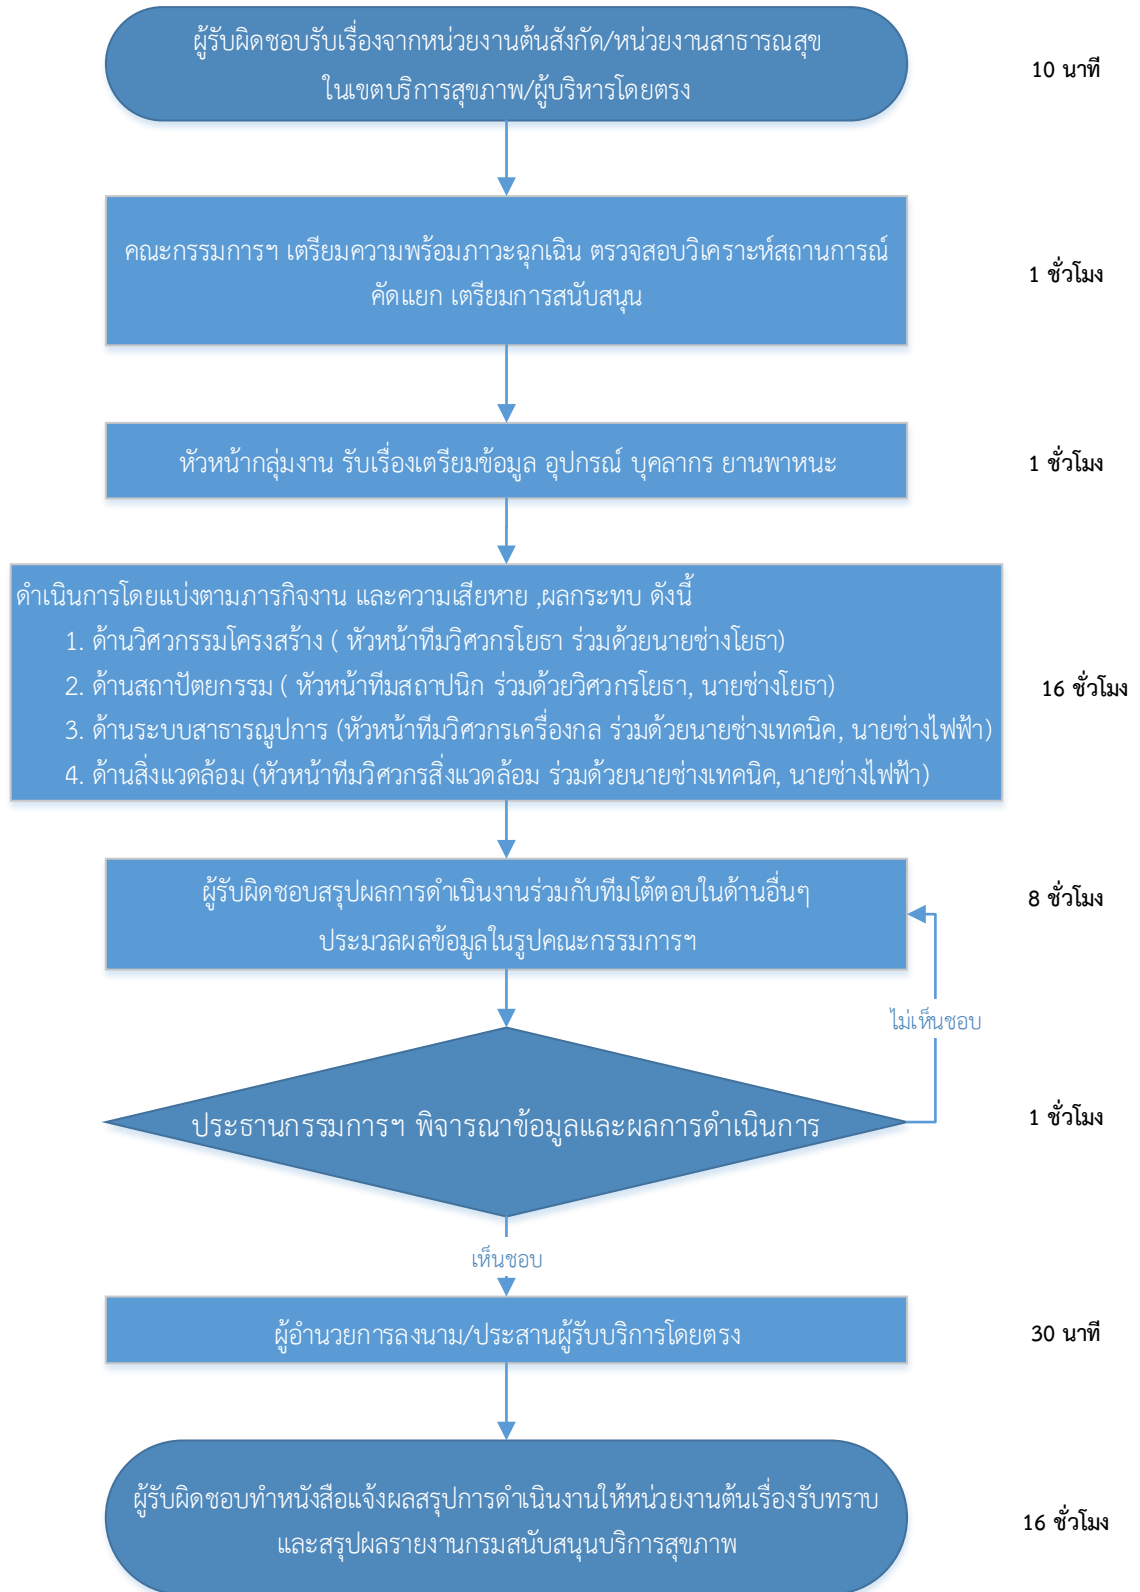 ผู้รับผิดชอบรับเรื่องจากหน่วยงานต้นสังกัด/หน่วยงานสาธารณสุข
ในเขตบริการสุขภาพ/ผู้บริหารโดยตรง
10 นาที
คณะกรรมการฯ เตรียมความพร้อมภาวะฉุกเฉิน ตรวจสอบวิเคราะห์สถานการณ์
คัดแยก เตรียมการสนับสนุน
1 ชั่วโมง
หัวหน้ากลุ่มงาน รับเรื่องเตรียมข้อมูล อุปกรณ์ บุคลากร ยานพาหนะ
1 ชั่วโมง
ดำเนินการโดยแบ่งตามภารกิจงาน และความเสียหาย ,ผลกระทบ ดังนี้
1. ด้านวิศวกรรมโครงสร้าง ( หัวหน้าทีมวิศวกรโยธา ร่วมด้วยนายช่างโยธา)
2. ด้านสถาปัตยกรรม ( หัวหน้าทีมสถาปนิก ร่วมด้วยวิศวกรโยธา, นายช่างโยธา)
3. ด้านระบบสาธารณูปการ (หัวหน้าทีมวิศวกรเครื่องกล ร่วมด้วยนายช่างเทคนิค, นายช่างไฟฟ้า)
4. ด้านสิ่งแวดล้อม (หัวหน้าทีมวิศวกรสิ่งแวดล้อม ร่วมด้วยนายช่างเทคนิค, นายช่างไฟฟ้า)
16 ชั่วโมง
ผู้รับผิดชอบสรุปผลการดำเนินงานร่วมกับทีมโต้ตอบในด้านอื่นๆ
ประมวลผลข้อมูลในรูปคณะกรรมการฯ
8 ชั่วโมง
ไม่เห็นชอบ
ประธานกรรมการฯ พิจารณาข้อมูลและผลการดำเนินการ
1 ชั่วโมง
เห็นชอบ
ผู้อำนวยการลงนาม/ประสานผู้รับบริการโดยตรง
30 นาที
ผู้รับผิดชอบทำหนังสือแจ้งผลสรุปการดำเนินงานให้หน่วยงานต้นเรื่องรับทราบ
และสรุปผลรายงานกรมสนับสนุนบริการสุขภาพ
16 ชั่วโมง